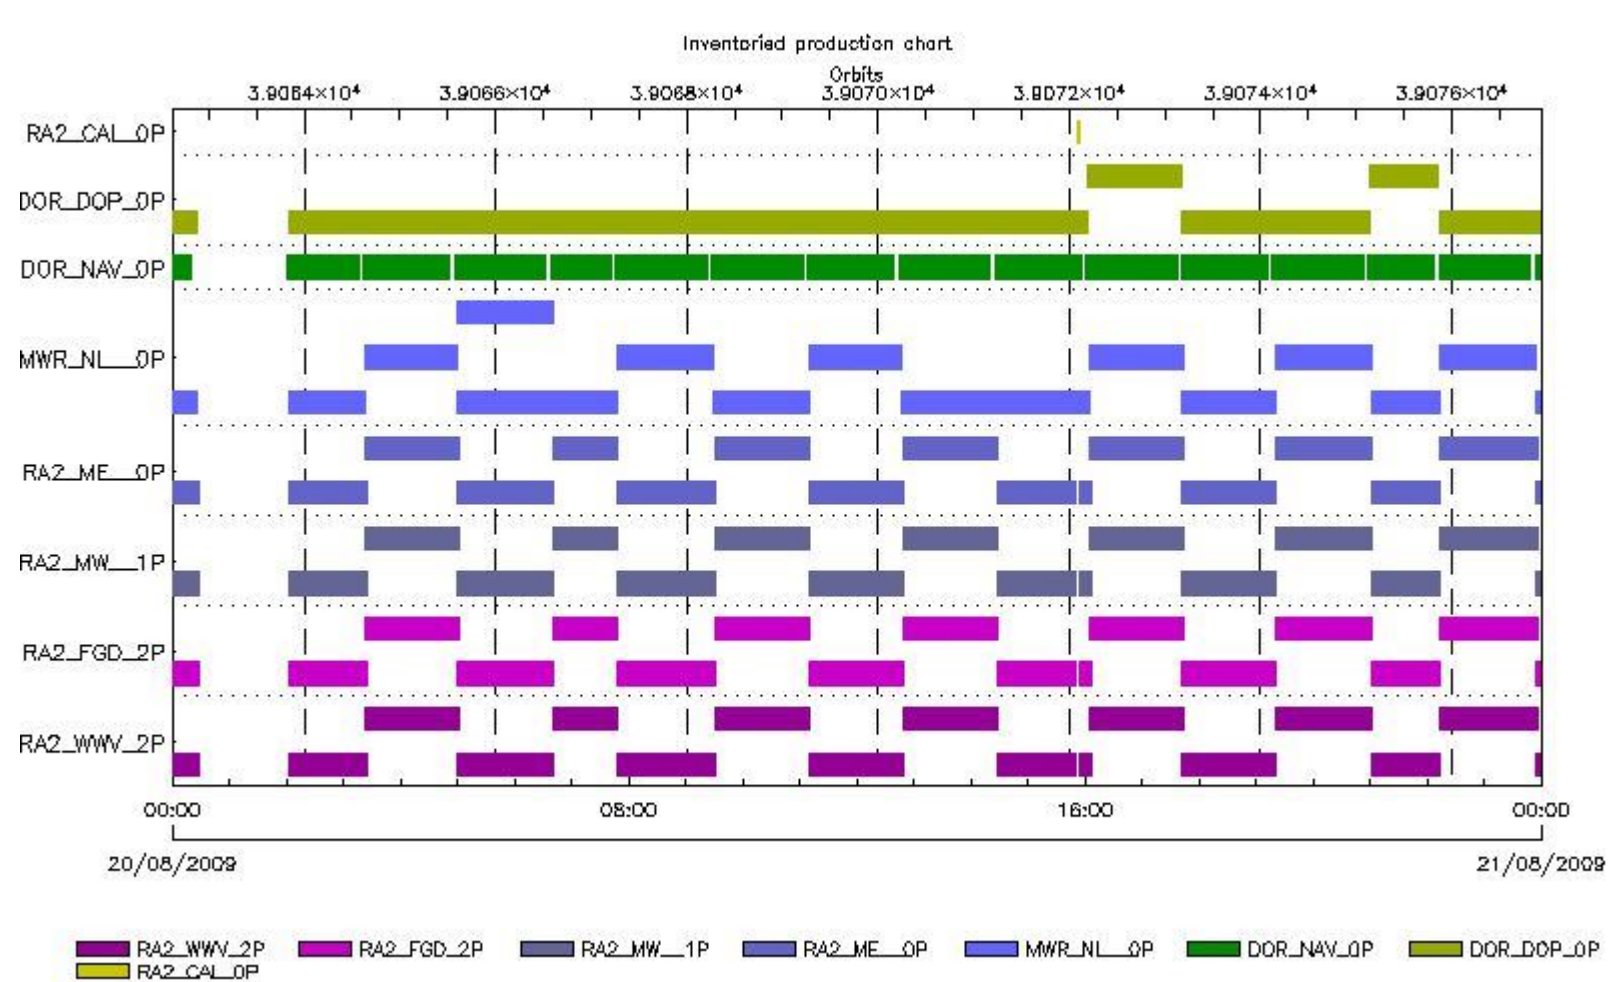 Inventoried production chart
Orbits
3.9064×10⁴ 3.9066×10⁴ 3.9068×10⁴ 3.9070×10⁴ 3.9072×10⁴ 3.9074×10⁴ 3.9076×10⁴
RA2_CAL_0P
DOR_DOP_0P
DOR_NAV_0P
MWR_NL__0P
RA2_ME__0P
RA2_MW__1P
RA2_FGD_2P
RA2_WWV_2P
00:00 08:00 16:00 00:00
20/08/2009 21/08/2009
RA2_WWV_2P RA2_FGD_2P RA2_MW__1P RA2_ME__0P MWR_NL__0P DOR_NAV_0P DOR_DOP_0P
RA2_CAL_0P